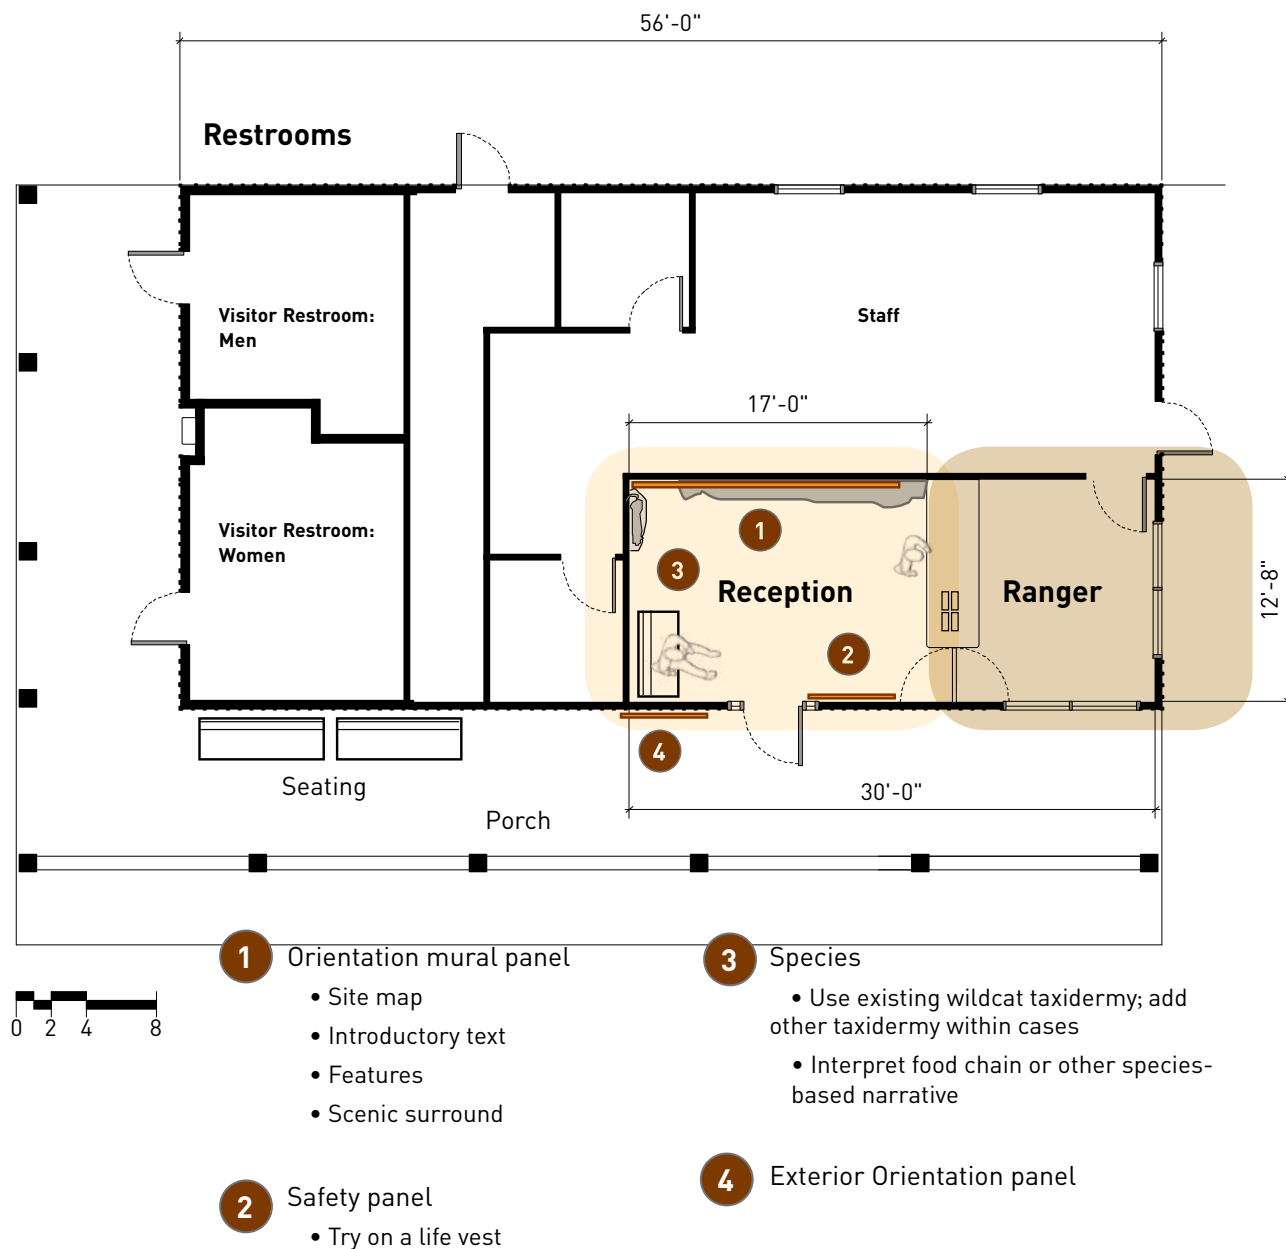 56'-0"
Restrooms
Visitor Restroom:
Men
Staff
17'-0"
Visitor Restroom:
Women
1
3
Reception
Ranger
12'-8"
2
4
Seating
30'-0"
Porch
1 Orientation mural panel
• Site map
• Introductory text
• Features
• Scenic surround
2 Safety panel
• Try on a life vest
3 Species
• Use existing wildcat taxidermy; add
other taxidermy within cases
• Interpret food chain or other species-
based narrative
4 Exterior Orientation panel
0 2 4 8